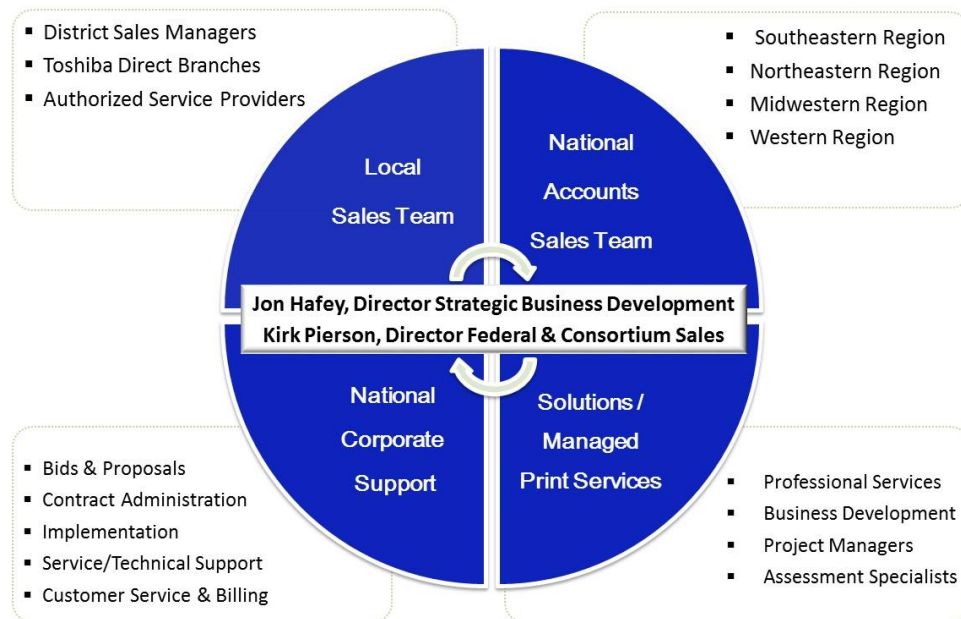 District Sales Managers
Toshiba Direct Branches
Authorized Service Providers
Southeastern Region
Northeastern Region
Midwestern Region
Western Region
Local
Sales Team
National
Accounts
Sales Team
Jon Hafey, Director Strategic Business Development
Kirk Pierson, Director Federal & Consortium Sales
National
Corporate
Support
Solutions /
Managed
Print Services
Bids & Proposals
Contract Administration
Implementation
Service/Technical Support
Customer Service & Billing
Professional Services
Business Development
Project Managers
Assessment Specialists